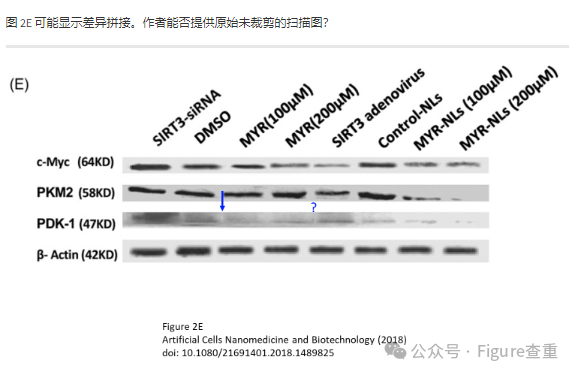 图 2E 可能显示差异拼接。作者能否提供原始未裁剪的扫描图？
(E)
SIRT3-siRNA
DMSO
MYR(100μM)
MYR(200μM)
SIRT3 adenovirus
Control-NLs
MYR-NLs (100μM)
MYR-NLs (200μM)
c-Myc (64KD)
PKM2 (58KD)
?
PDK-1 (47KD)
β- Actin (42KD)
Figure 2E
Artificial Cells Nanomedicine and Biotechnology (2018)
doi: 10.1080/21691401.2018.1489825
公众号 · Figure查重